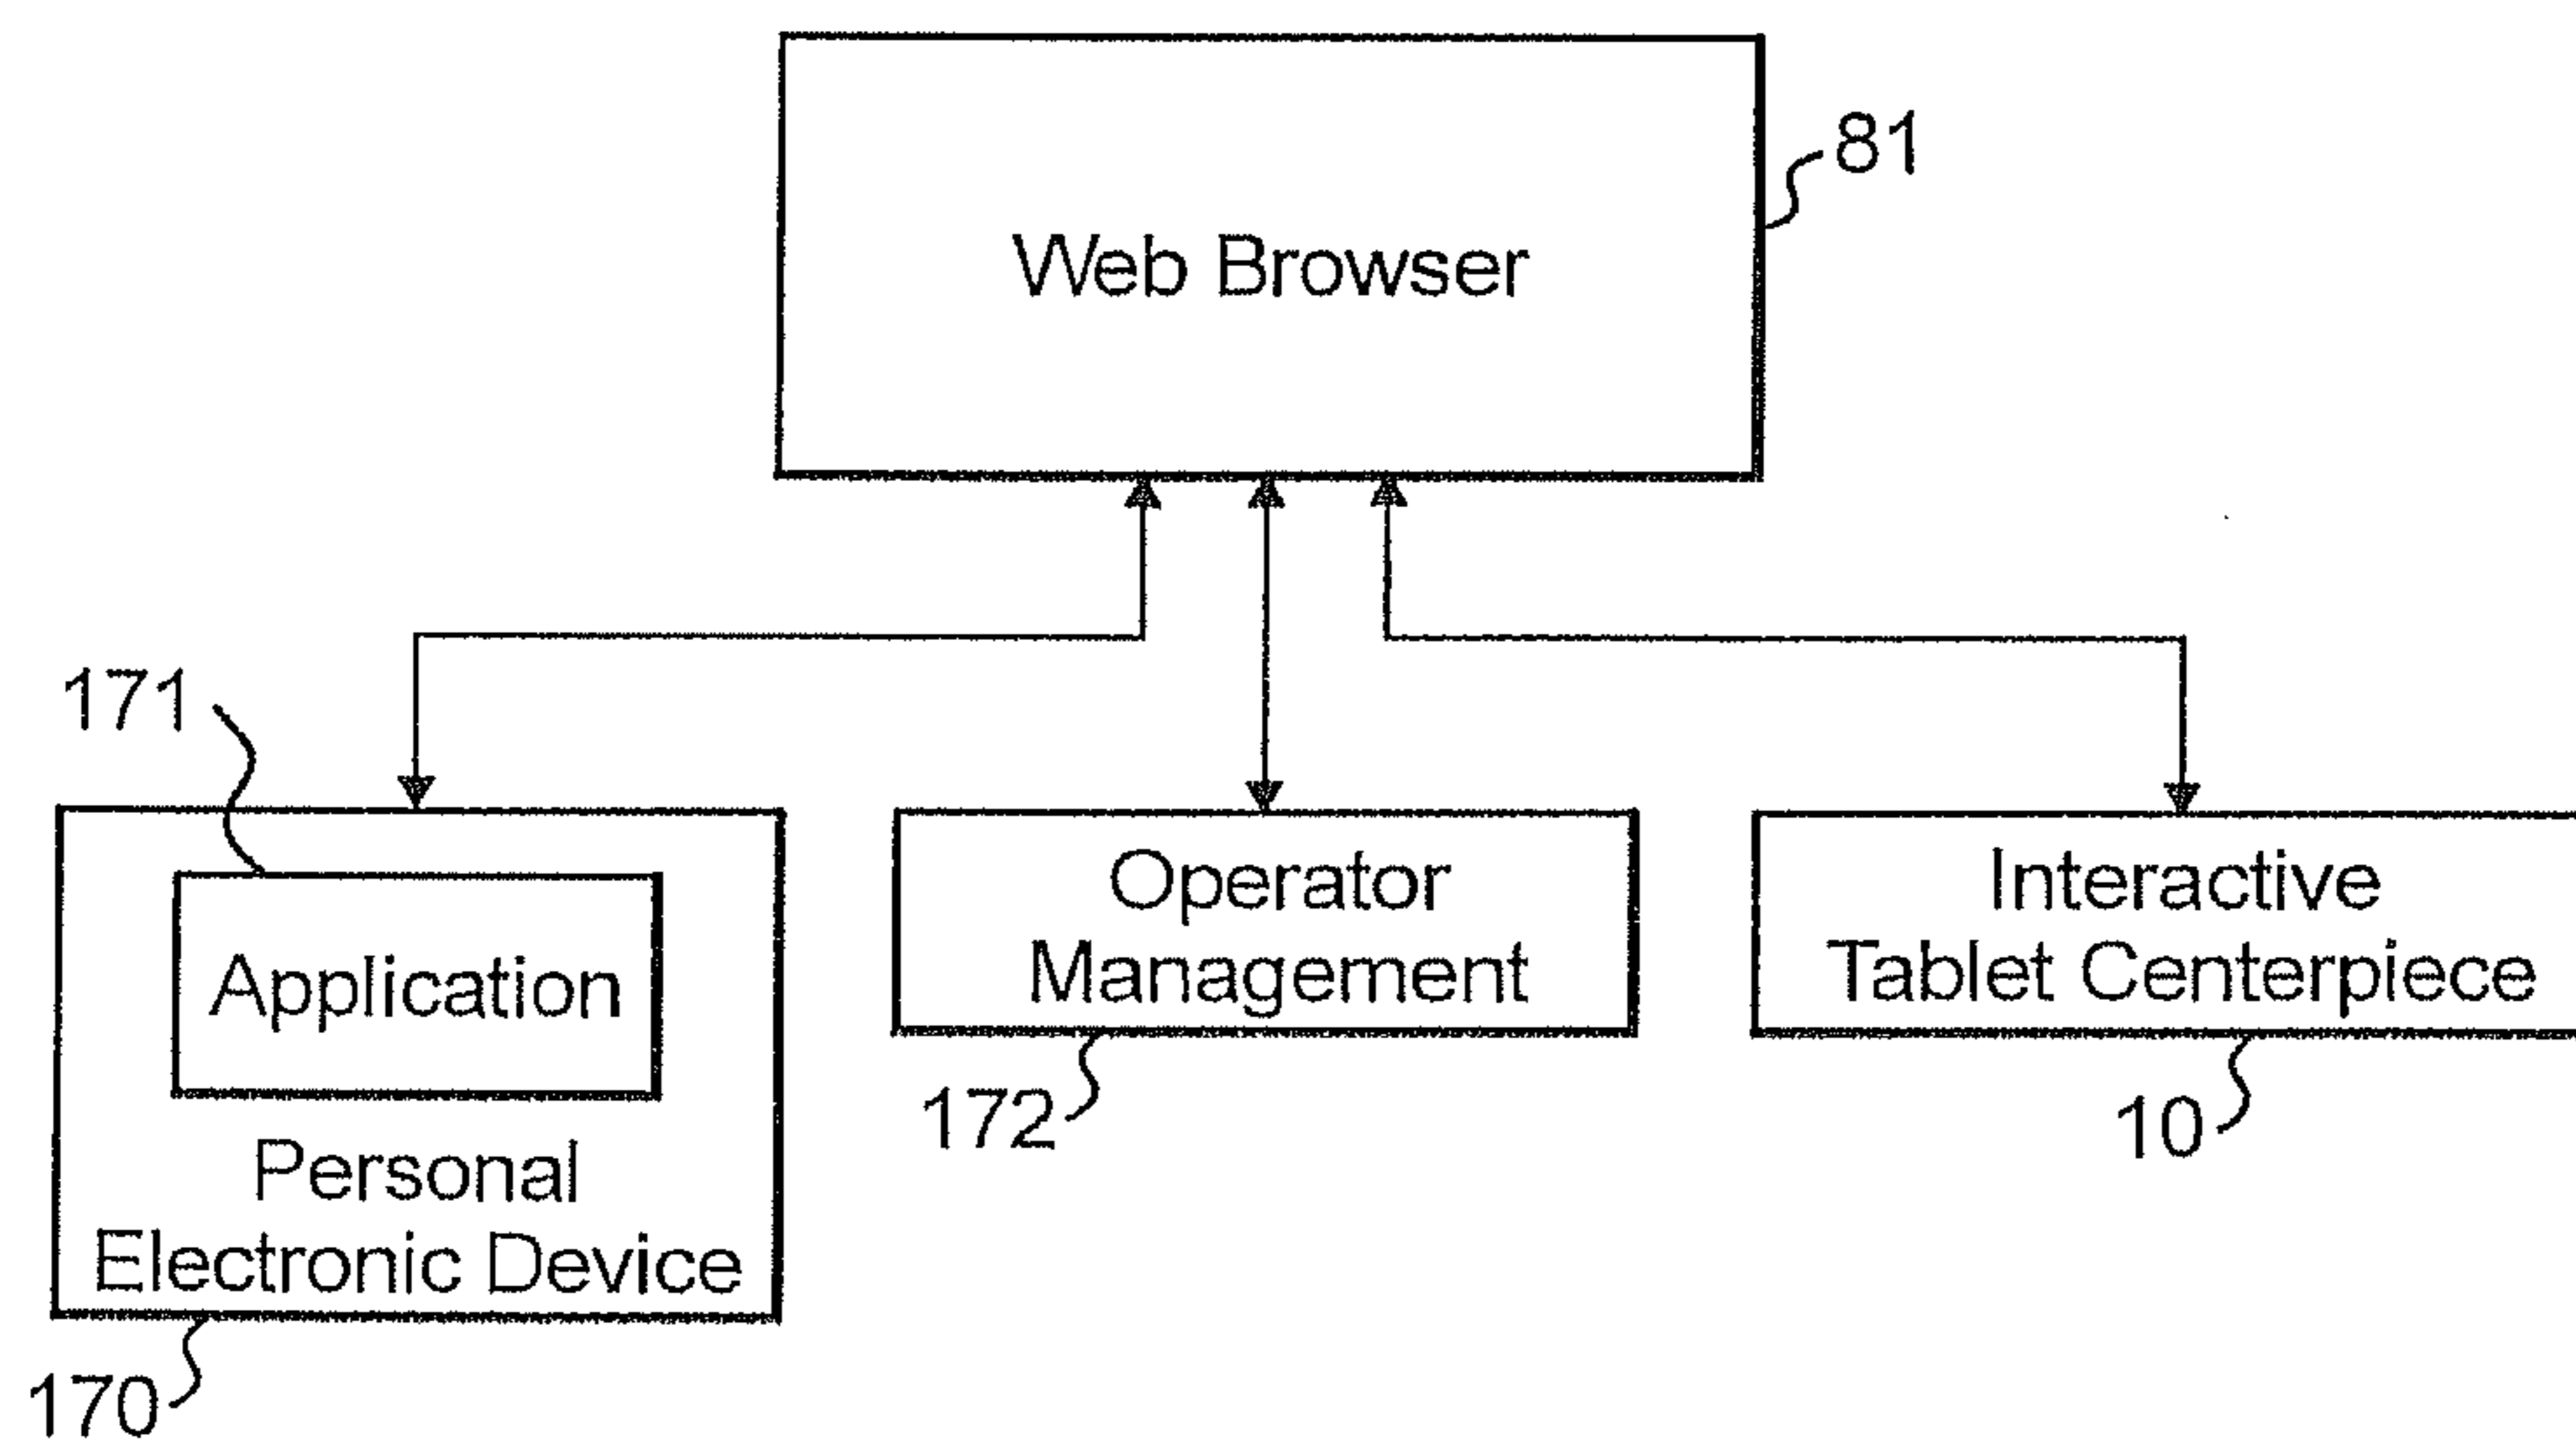 81
Web Browser
171
Application
Personal
Electronic Device
170
Operator
Management
172
Interactive
Tablet Centerpiece
10